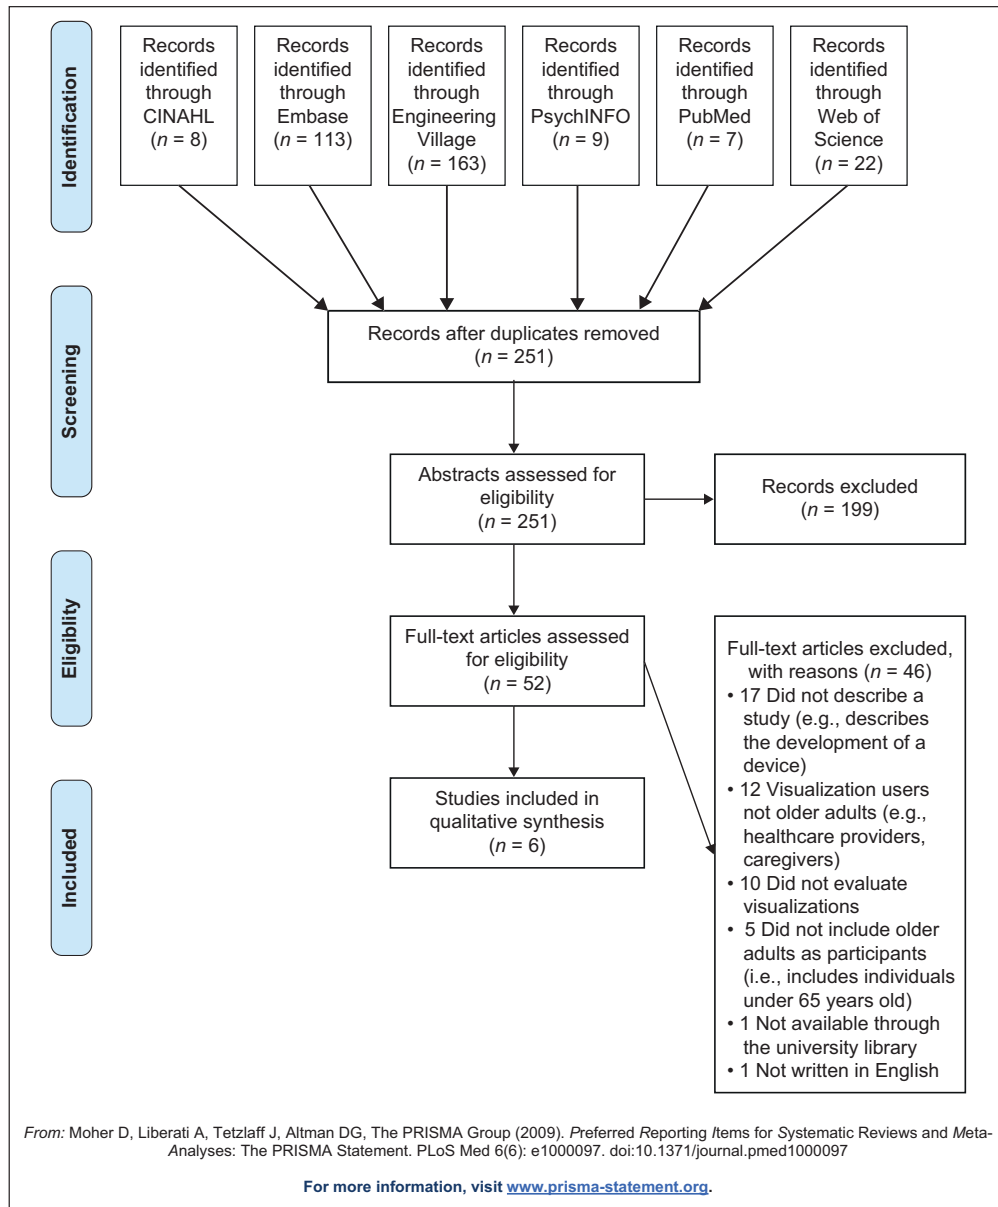 Identification
Records
identified
through
CINAHL
(n = 8)
Records
identified
through
Embase
(n = 113)
Records
identified
through
Engineering
Village
(n = 163)
Records
identified
through
PsychINFO
(n = 9)
Records
identified
through
PubMed
(n = 7)
Records
identified
through
Web of
Science
(n = 22)
Screening
Records after duplicates removed
(n = 251)
Abstracts assessed for
eligibility
(n = 251)
Records excluded
(n = 199)
Eligiblity
Full-text articles assessed
for eligibility
(n = 52)
Full-text articles excluded,
with reasons (n = 46)
• 17 Did not describe a
study (e.g., describes
the development of a
device)
• 12 Visualization users
not older adults (e.g.,
healthcare providers,
caregivers)
• 10 Did not evaluate
visualizations
• 5 Did not include older
adults as participants
(i.e., includes individuals
under 65 years old)
• 1 Not available through
the university library
• 1 Not written in English
Included
Studies included in
qualitative synthesis
(n = 6)
From: Moher D, Liberati A, Tetzlaff J, Altman DG, The PRISMA Group (2009). Preferred Reporting Items for Systematic Reviews and Meta-
Analyses: The PRISMA Statement. PLoS Med 6(6): e1000097. doi:10.1371/journal.pmed1000097
For more information, visit www.prisma-statement.org.